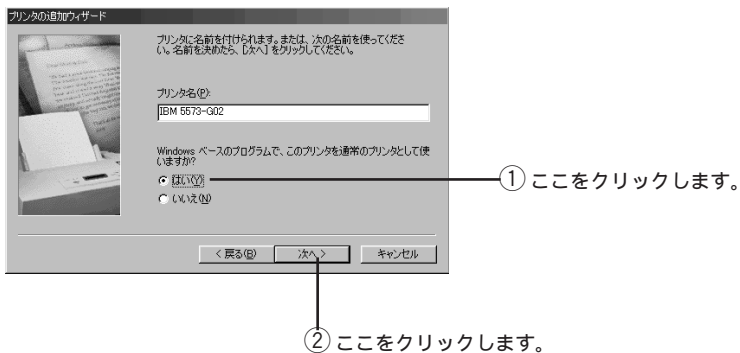 プリンタの追加ウィザード
プリンタに名前を付けられます。または、次の名前を使ってくださ
い。名前を決めたら、[次へ] をクリックしてください。
プリンタ名(P):
IBM 5573-G02
Windows ベースのプログラムで、このプリンタを通常のプリンタとして使
いますか?
はい(Y)
① ここをクリックします。
いいえ(N)
< 戻る(B)
次へ >
キャンセル
② ここをクリックします。